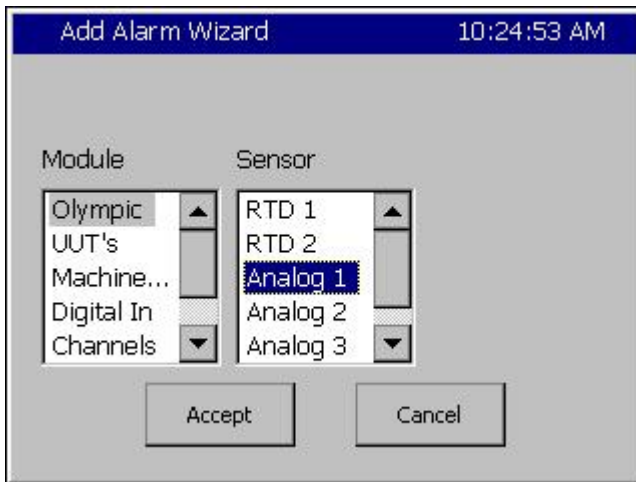 Add Alarm Wizard 10:24:53 AM
Module Sensor
Olympic RTD 1
UUT's RTD 2
Machine... Analog 1
Digital In Analog 2
Channels Analog 3
Accept Cancel